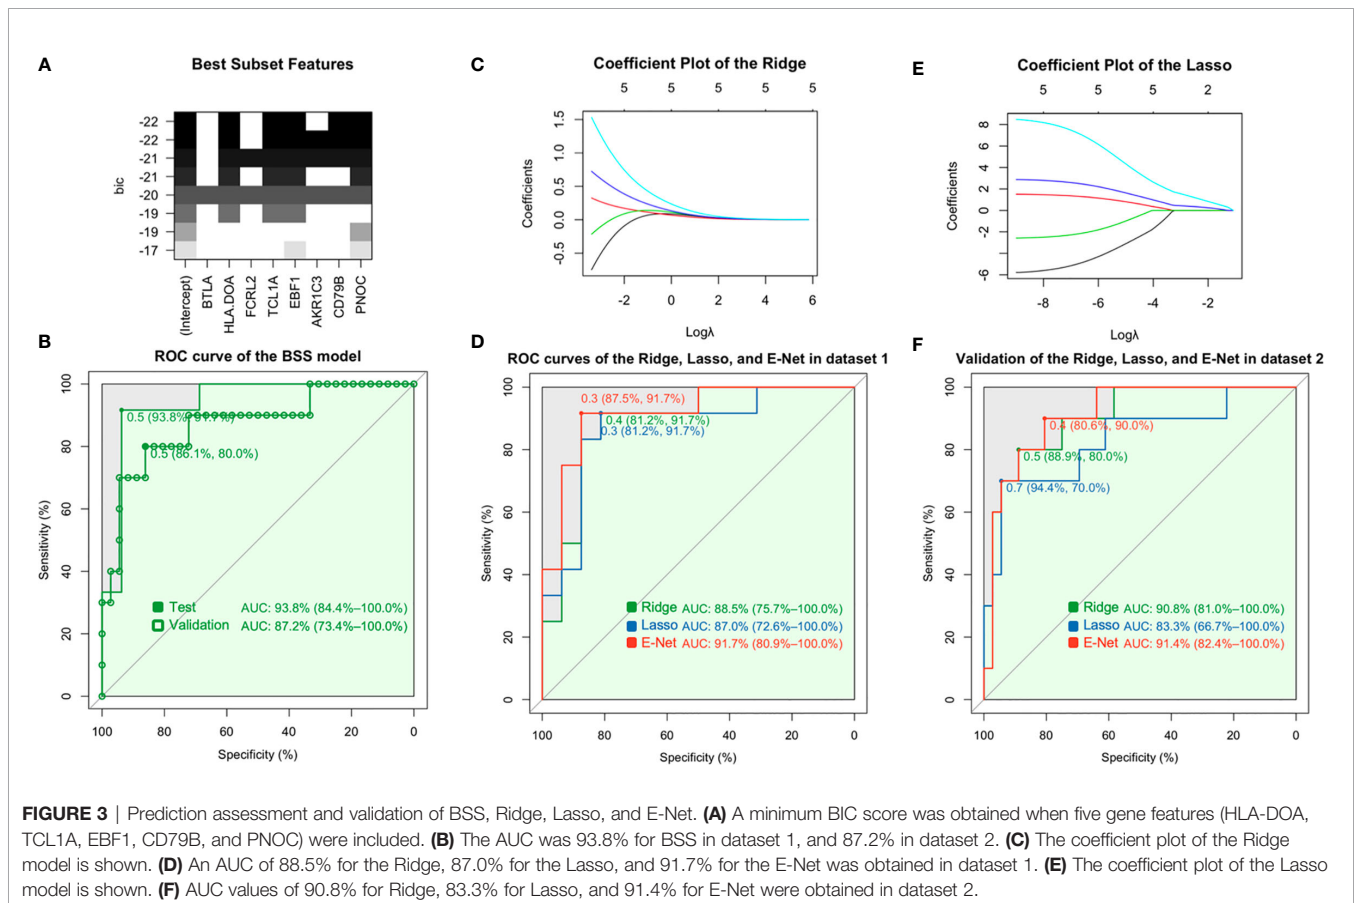 A
Best Subset Features
-22
-22
-21
-21
-20
-19
-19
-17
bic
(Intercept)
BTLA
HLA.DOA
FCRL2
TCL1A
EBF1
AKR1C3
CD79B
PNOC
C
Coefficient Plot of the Ridge
5 5 5 5 5
1.5
1.0
0.5
0.0
-0.5
Coefficients
-2 0 2 4 6
Logλ
E
Coefficient Plot of the Lasso
5 5 5 2
8
6
4
2
0
-2
-6
Coefficients
-8 -6 -4 -2
Logλ
B
ROC curve of the BSS model
100
80
60
40
20
0
Sensitivity (%)
0.5 (93.8%, 91.7%)
0.5 (86.1%, 80.0%)
Test AUC: 93.8% (84.4%–100.0%)
Validation AUC: 87.2% (73.4%–100.0%)
100 80 60 40 20 0
Specificity (%)
D
ROC curves of the Ridge, Lasso, and E-Net in dataset 1
100
80
60
40
20
0
Sensitivity (%)
0.3 (87.5%, 91.7%)
0.4 (81.2%, 91.7%)
0.3 (81.2%, 91.7%)
Ridge AUC: 88.5% (75.7%–100.0%)
Lasso AUC: 87.0% (72.6%–100.0%)
E-Net AUC: 91.7% (80.9%–100.0%)
100 80 60 40 20 0
Specificity (%)
F
Validation of the Ridge, Lasso, and E-Net in dataset 2
100
80
60
40
20
0
Sensitivity (%)
0.4 (80.6%, 90.0%)
0.5 (88.9%, 80.0%)
0.7 (94.4%, 70.0%)
Ridge AUC: 90.8% (81.0%–100.0%)
Lasso AUC: 83.3% (66.7%–100.0%)
E-Net AUC: 91.4% (82.4%–100.0%)
100 80 60 40 20 0
Specificity (%)
FIGURE 3 | Prediction assessment and validation of BSS, Ridge, Lasso, and E-Net. (A) A minimum BIC score was obtained when five gene features (HLA-DOA,
TCL1A, EBF1, CD79B, and PNOC) were included. (B) The AUC was 93.8% for BSS in dataset 1, and 87.2% in dataset 2. (C) The coefficient plot of the Ridge
model is shown. (D) An AUC of 88.5% for the Ridge, 87.0% for the Lasso, and 91.7% for the E-Net was obtained in dataset 1. (E) The coefficient plot of the Lasso
model is shown. (F) AUC values of 90.8% for Ridge, 83.3% for Lasso, and 91.4% for E-Net were obtained in dataset 2.